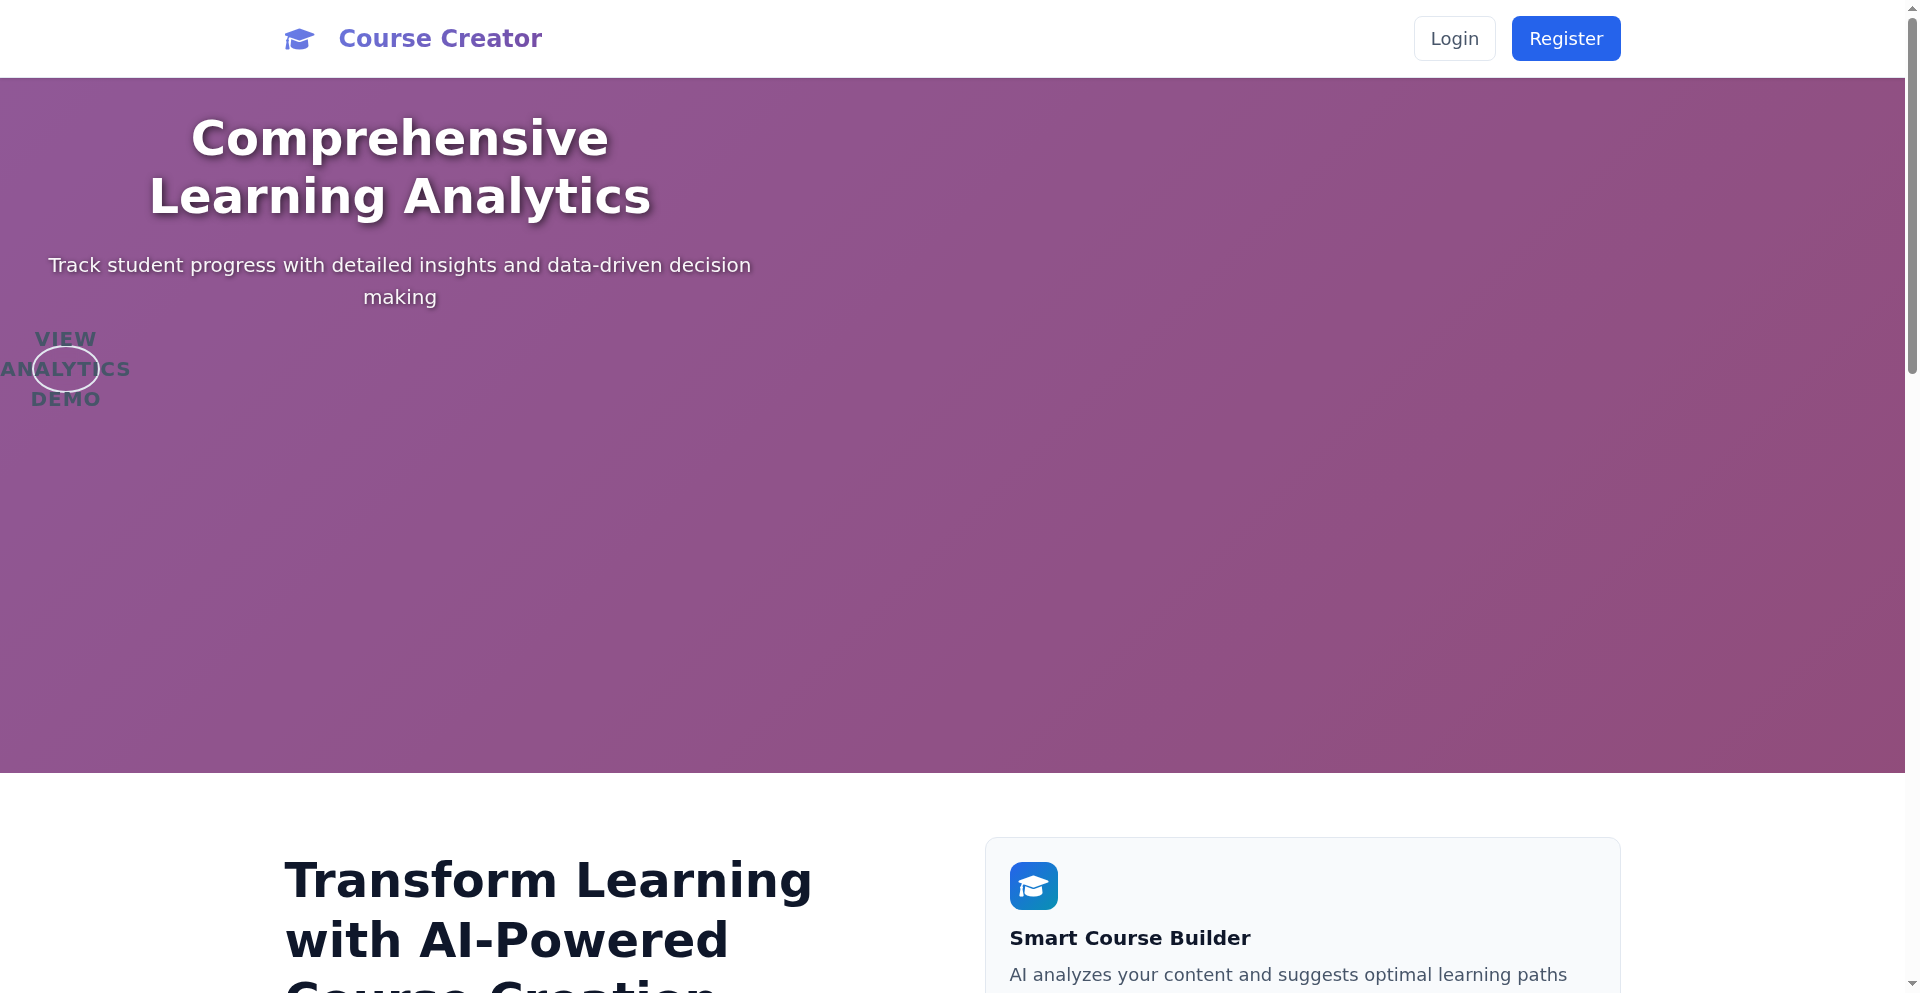 Course Creator
Login
Register
Comprehensive
Learning Analytics
Track student progress with detailed insights and data-driven decision
making
VIEW
ANALYTICS
DEMO
Transform Learning
with AI-Powered
Course Creation
Smart Course Builder
AI analyzes your content and suggests optimal learning paths